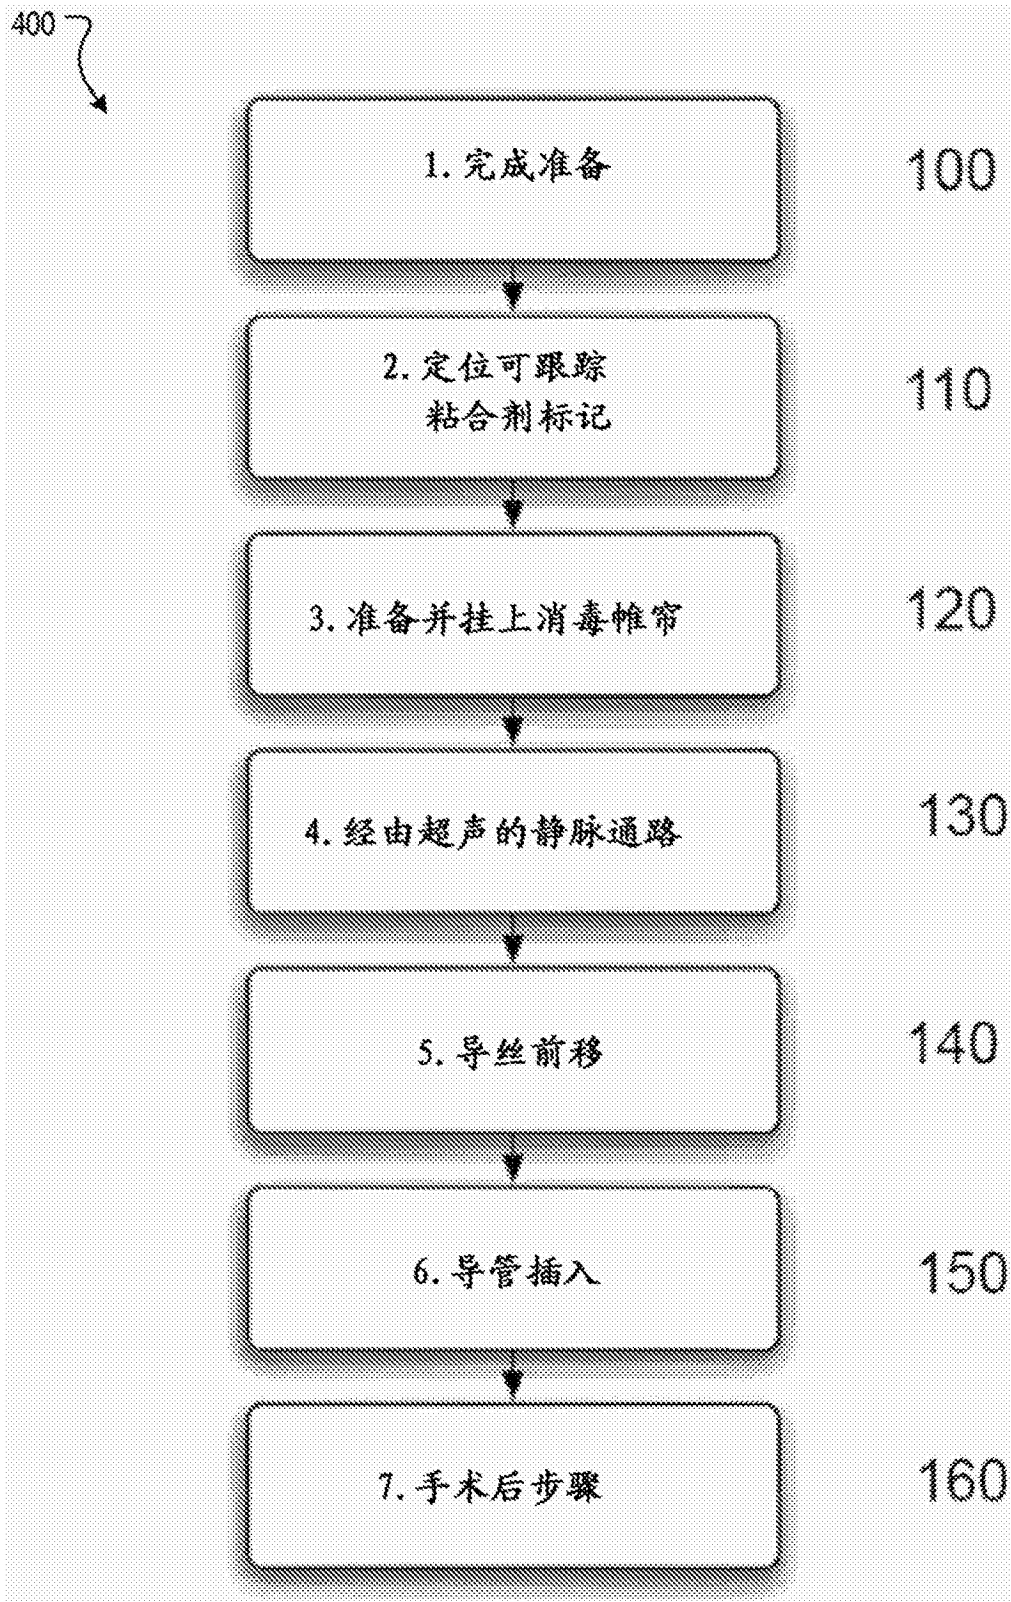 400
1. 完成准备
100
2. 定位可跟踪
粘合剂标记
110
3. 准备并挂上消毒帷帘
120
4. 经由超声的静脉通路
130
5. 导丝前移
140
6. 导管插入
150
7. 手术后步骤
160